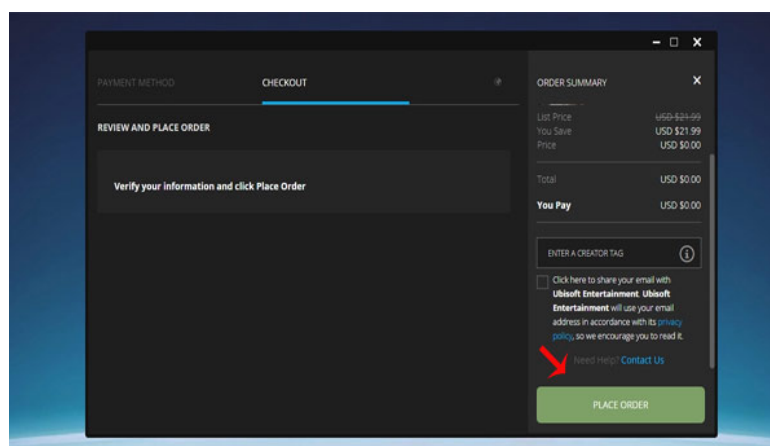 PAYMENT METHOD
CHECKOUT
REVIEW AND PLACE ORDER
Verify your information and click Place Order
ORDER SUMMARY
List Price USD $21.99
You Save USD $21.99
Price USD $0.00
Total USD $0.00
You Pay USD $0.00
ENTER A CREATOR TAG
Click here to share your email with
Ubisoft Entertainment. Ubisoft
Entertainment will use your email
address in accordance with its privacy
policy, so we encourage you to read it.
Need Help? Contact Us
PLACE ORDER